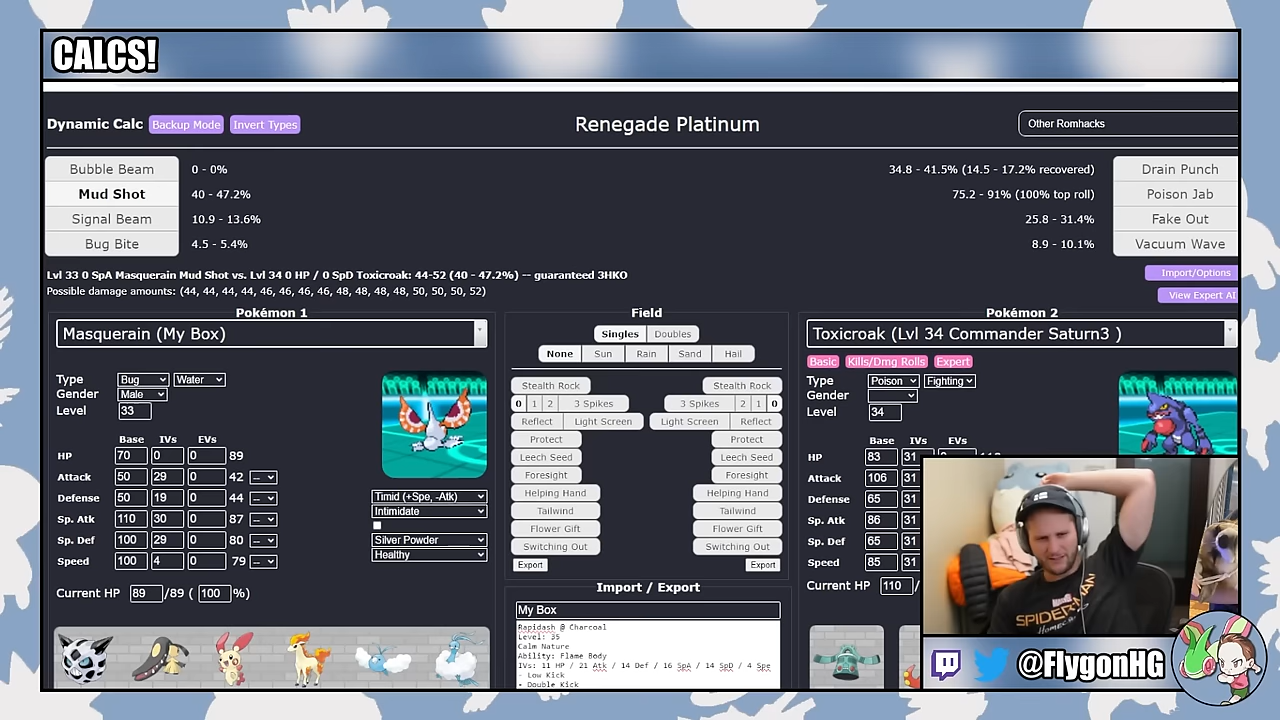 CALCS!
Dynamic Calc Backup Mode Invert Types
Renegade Platinum
Other Romhacks
Bubble Beam 0 - 0%
Mud Shot 40 - 47.2%
Signal Beam 10.9 - 13.6%
Bug Bite 4.5 - 5.4%
34.8 - 41.5% (14.5 - 17.2% recovered) Drain Punch
75.2 - 91% (100% top roll) Poison Jab
25.8 - 31.4% Fake Out
8.9 - 10.1% Vacuum Wave
Lvl 33 0 SpA Masquerain Mud Shot vs. Lvl 34 0 HP / 0 SpD Toxicroak: 44-52 (40 - 47.2%) -- guaranteed 3HKO
Possible damage amounts: (44, 44, 44, 44, 46, 46, 46, 46, 48, 48, 48, 48, 50, 50, 50, 52)
Import/Options
View Expert AI
Pokémon 1
Masquerain (My Box)
Type Bug Water
Gender Male
Level 33
Base IVs EVs
HP 70 0 0 89
Attack 50 29 0 42 --
Defense 50 19 0 44 --
Sp. Atk 110 30 0 87 --
Sp. Def 100 29 0 80 --
Speed 100 4 0 79 --
Timid (+Spe, -Atk)
Intimidate
Silver Powder
Healthy
Current HP 89 /89 ( 100 %)
Field
Singles Doubles
None Sun Rain Sand Hail
Stealth Rock Stealth Rock
0 1 2 3 Spikes 3 Spikes 2 1 0
Reflect Light Screen Light Screen Reflect
Protect Protect
Leech Seed Leech Seed
Foresight Foresight
Helping Hand Helping Hand
Tailwind Tailwind
Flower Gift Flower Gift
Switching Out Switching Out
Export Export
Import / Export
My Box
Rapidash @ Charcoal
Level: 35
Calm Nature
Ability: Flame Body
IVs: 11 HP / 21 Atk / 14 Def / 16 SpA / 14 SpD / 4 Spe
- Low Kick
- Double Kick
Pokémon 2
Toxicroak (Lvl 34 Commander Saturn3 )
Basic Kills/Dmg Rolls Expert
Type Poison Fighting
Gender
Level 34
Base IVs EVs
HP 83 31
Attack 106 31
Defense 65 31
Sp. Atk 86 31
Sp. Def 65 31
Speed 85 31
Current HP 110 /
SPIDER-MAN
@FlygonHG